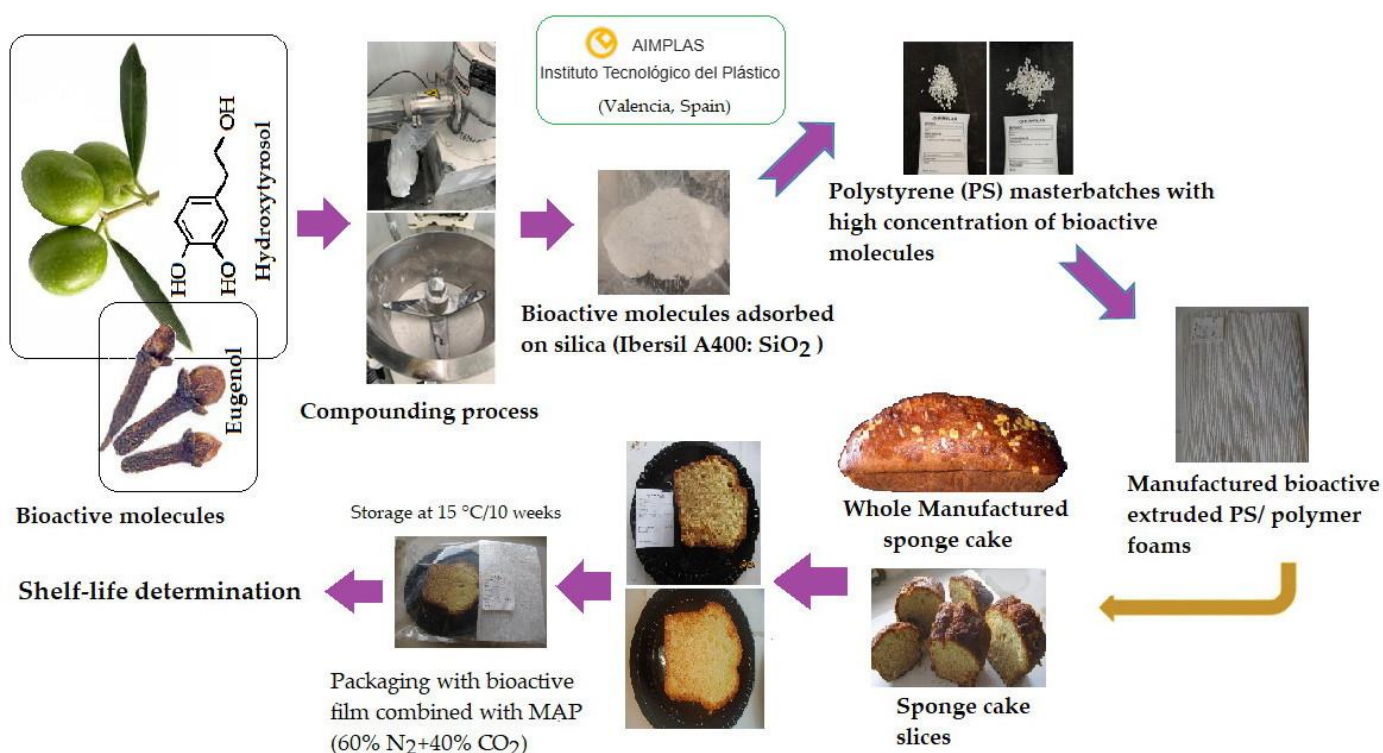 AIMPLAS
Instituto Tecnológico del Plástico
(Valencia, Spain)
OH
HO
HO
Hydroxytyrosol
Eugenol
Bioactive molecules
Compounding process
Bioactive molecules adsorbed
on silica (Ibersil A400: SiO₂ )
Polystyrene (PS) masterbatches with
high concentration of bioactive
molecules
Manufactured bioactive
extruded PS/ polymer
foams
Whole Manufactured
sponge cake
Sponge cake
slices
Storage at 15 °C/10 weeks
Packaging with bioactive
film combined with MAP
(60% N₂+40% CO₂)
Shelf-life determination